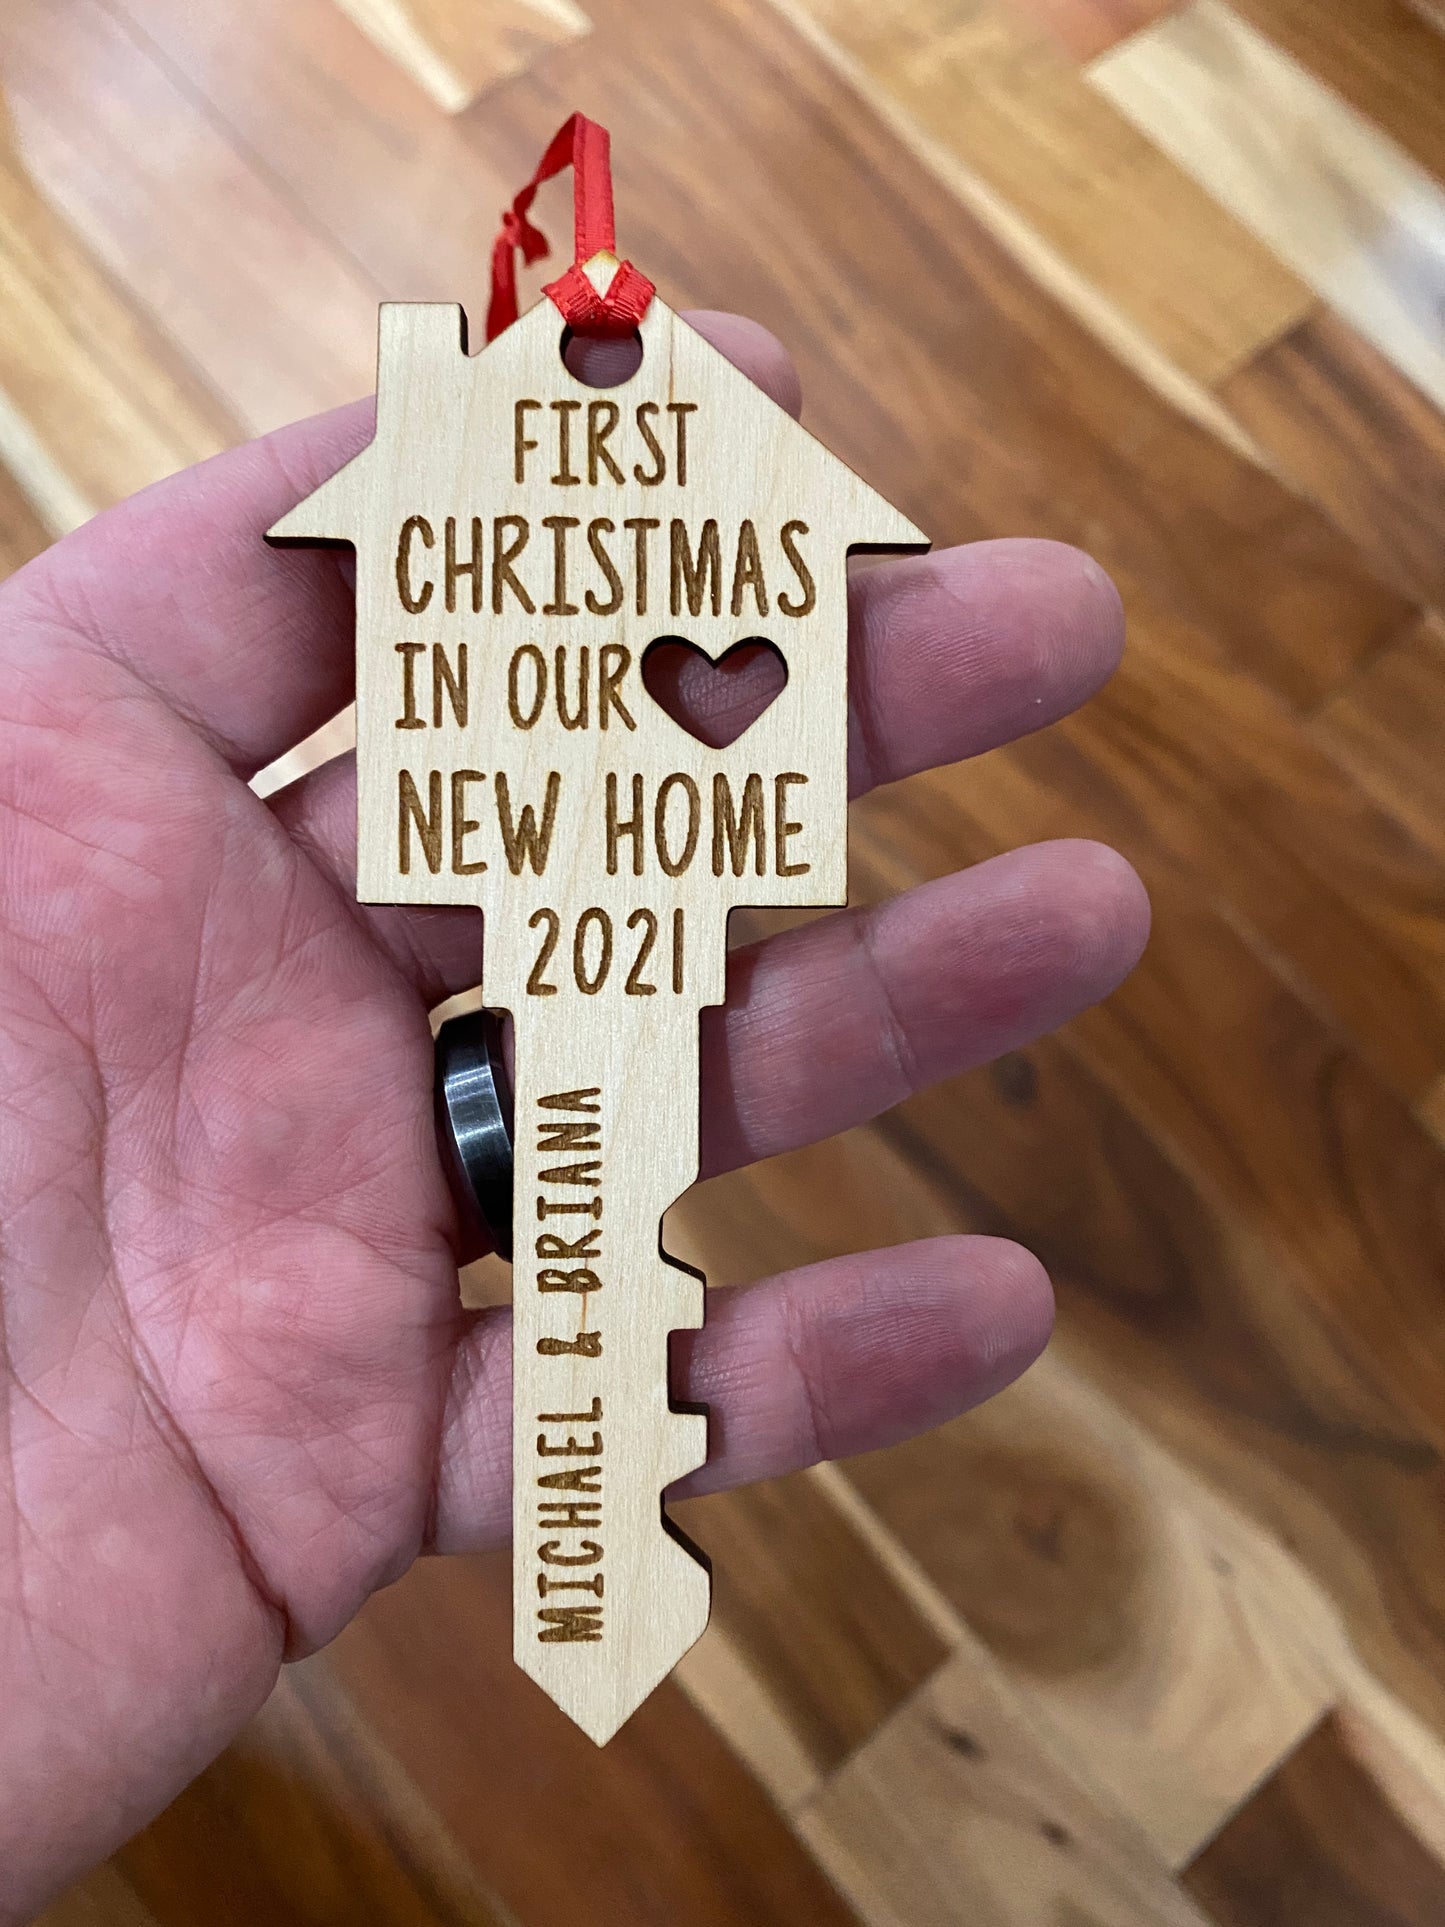 FIRST
CHRISTMAS
IN OUR
NEW HOME
2021
MICHAEL & BRIANA